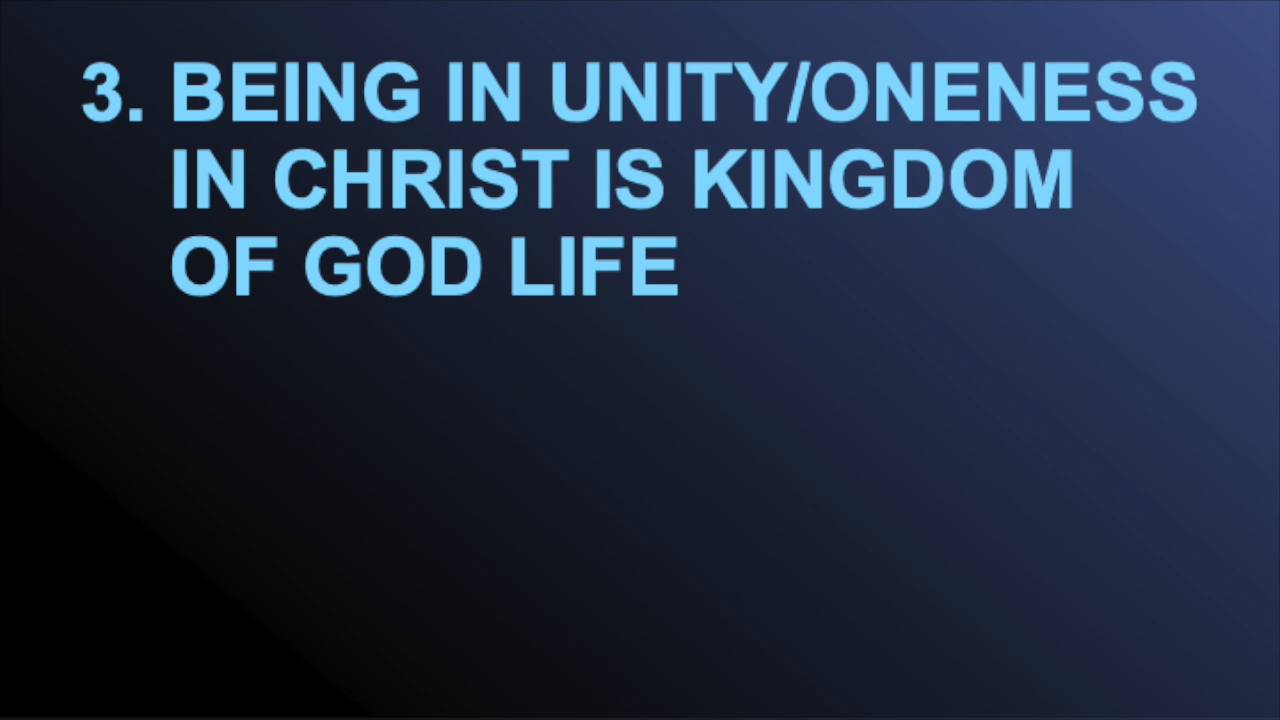 3. BEING IN UNITY/ONENESS
IN CHRIST IS KINGDOM
OF GOD LIFE